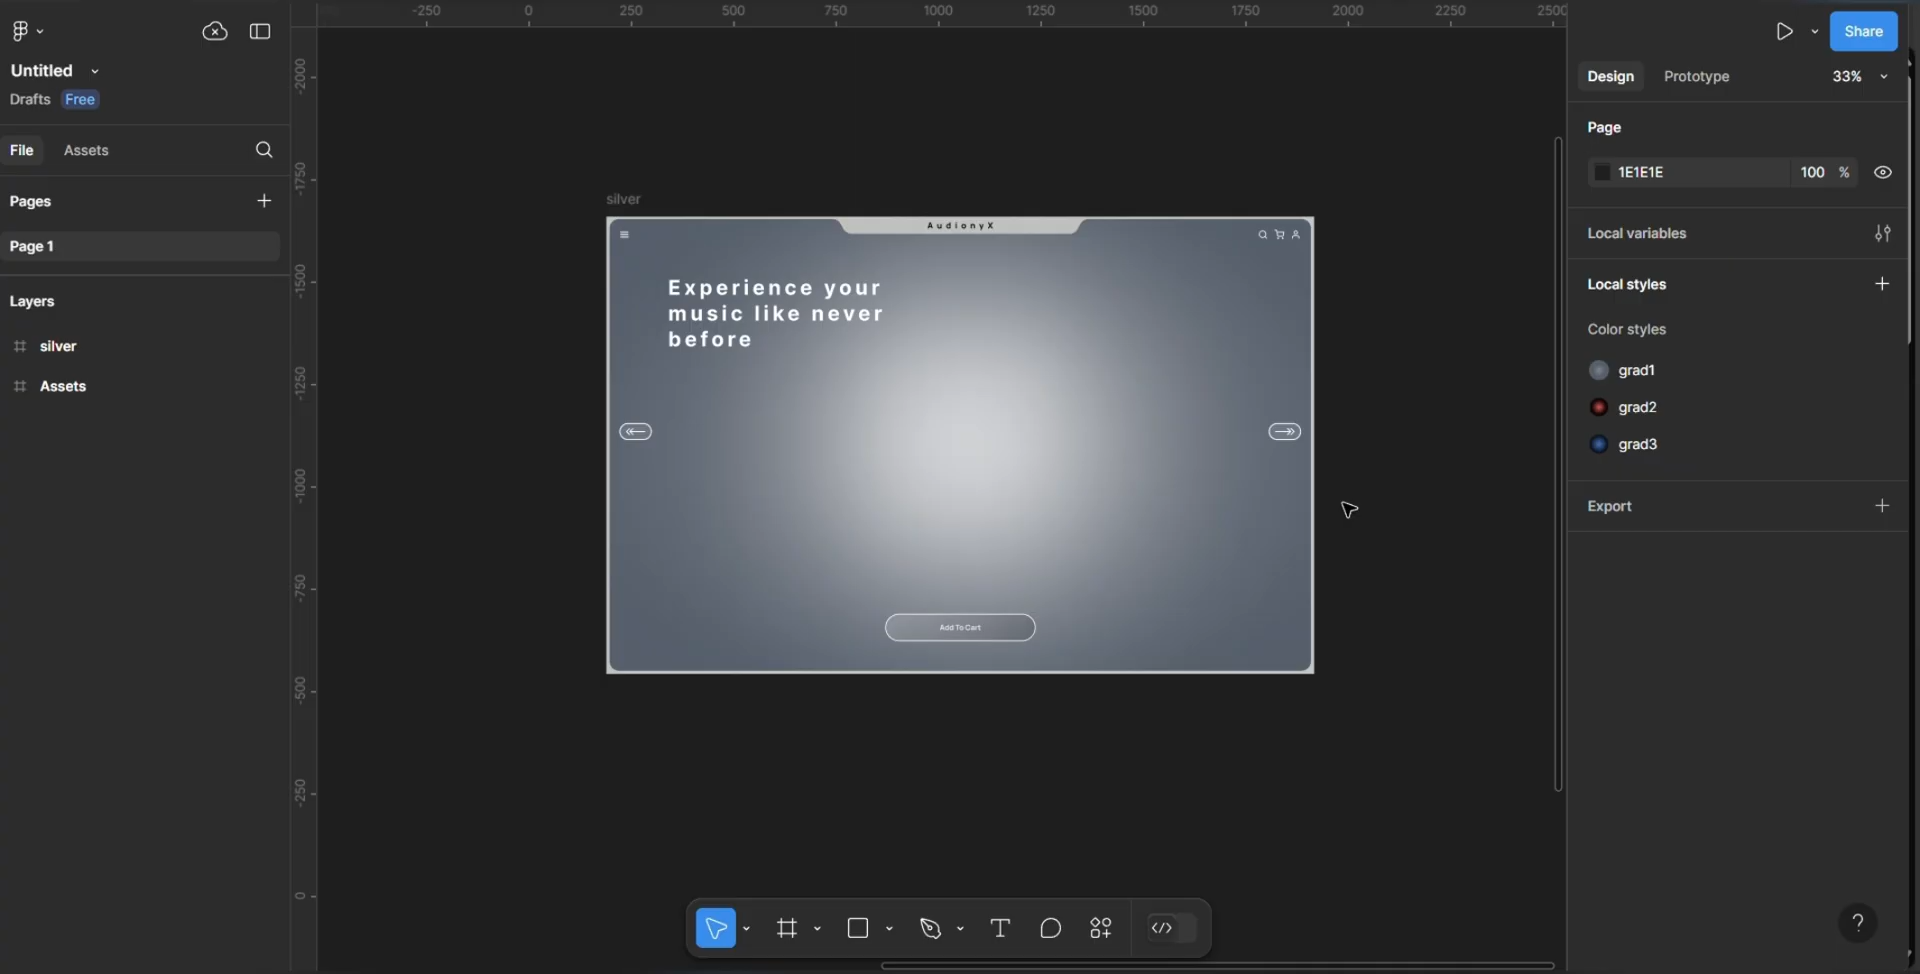 -250 0 250 500 750 1000 1250 1500 1750 2000 2250 2500
Share
Untitled
Drafts Free
Design Prototype 33%
File Assets
Page
1E1E1E 100 %
Pages
Page 1
Local variables
Layers
Local styles
silver
Assets
Color styles
grad1
grad2
grad3
Export
-2000
-1750
-1500
-1250
-1000
-750
-500
-250
0
silver
AudionyX
Experience your
music like never
before
Add To Cart
?